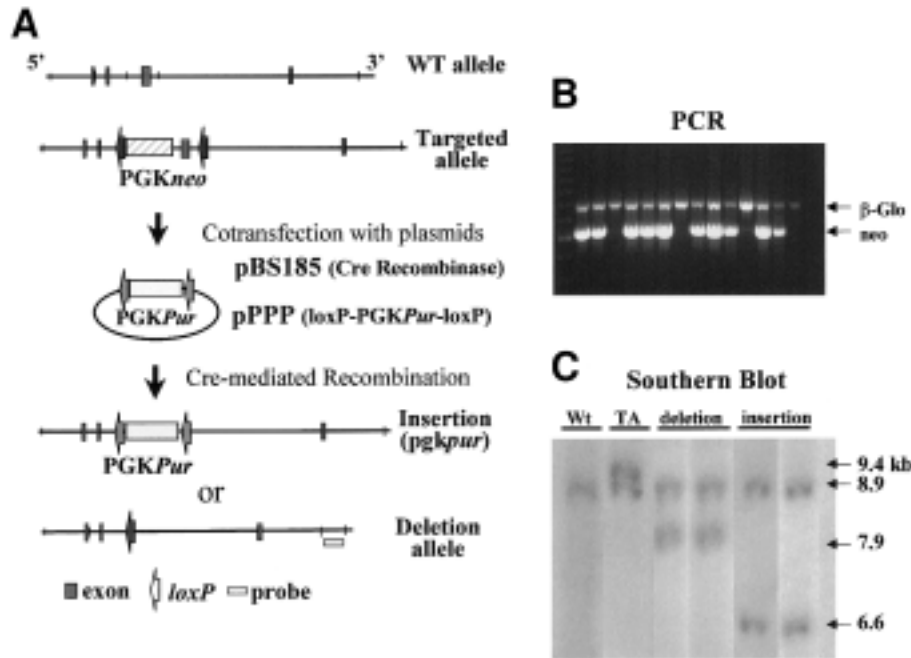 A
5' 3' WT allele
Targeted allele
PGKneo
Cotransfection with plasmids
pBS185 (Cre Recombinase)
PGKPur pPPP (loxP-PGKPur-loxP)
Cre-mediated Recombination
Insertion (pgkpur)
PGKPur
or
Deletion allele
exon loxP probe
B
PCR
β-Glo
neo
C
Southern Blot
Wt TA deletion insertion
9.4 kb
8.9
7.9
6.6